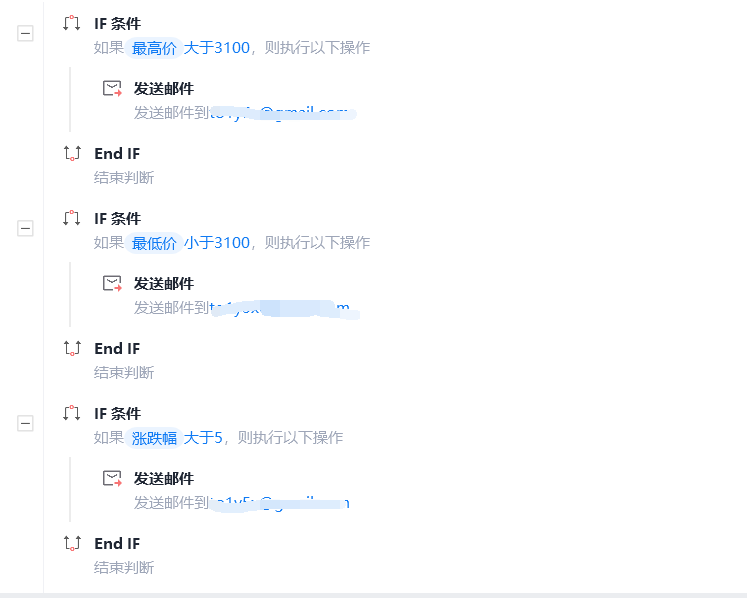 IF 条件
如果 最高价 大于3100，则执行以下操作
发送邮件
发送邮件到
End IF
结束判断
IF 条件
如果 最低价 小于3100，则执行以下操作
发送邮件
发送邮件到
End IF
结束判断
IF 条件
如果 涨跌幅 大于5，则执行以下操作
发送邮件
发送邮件到
End IF
结束判断